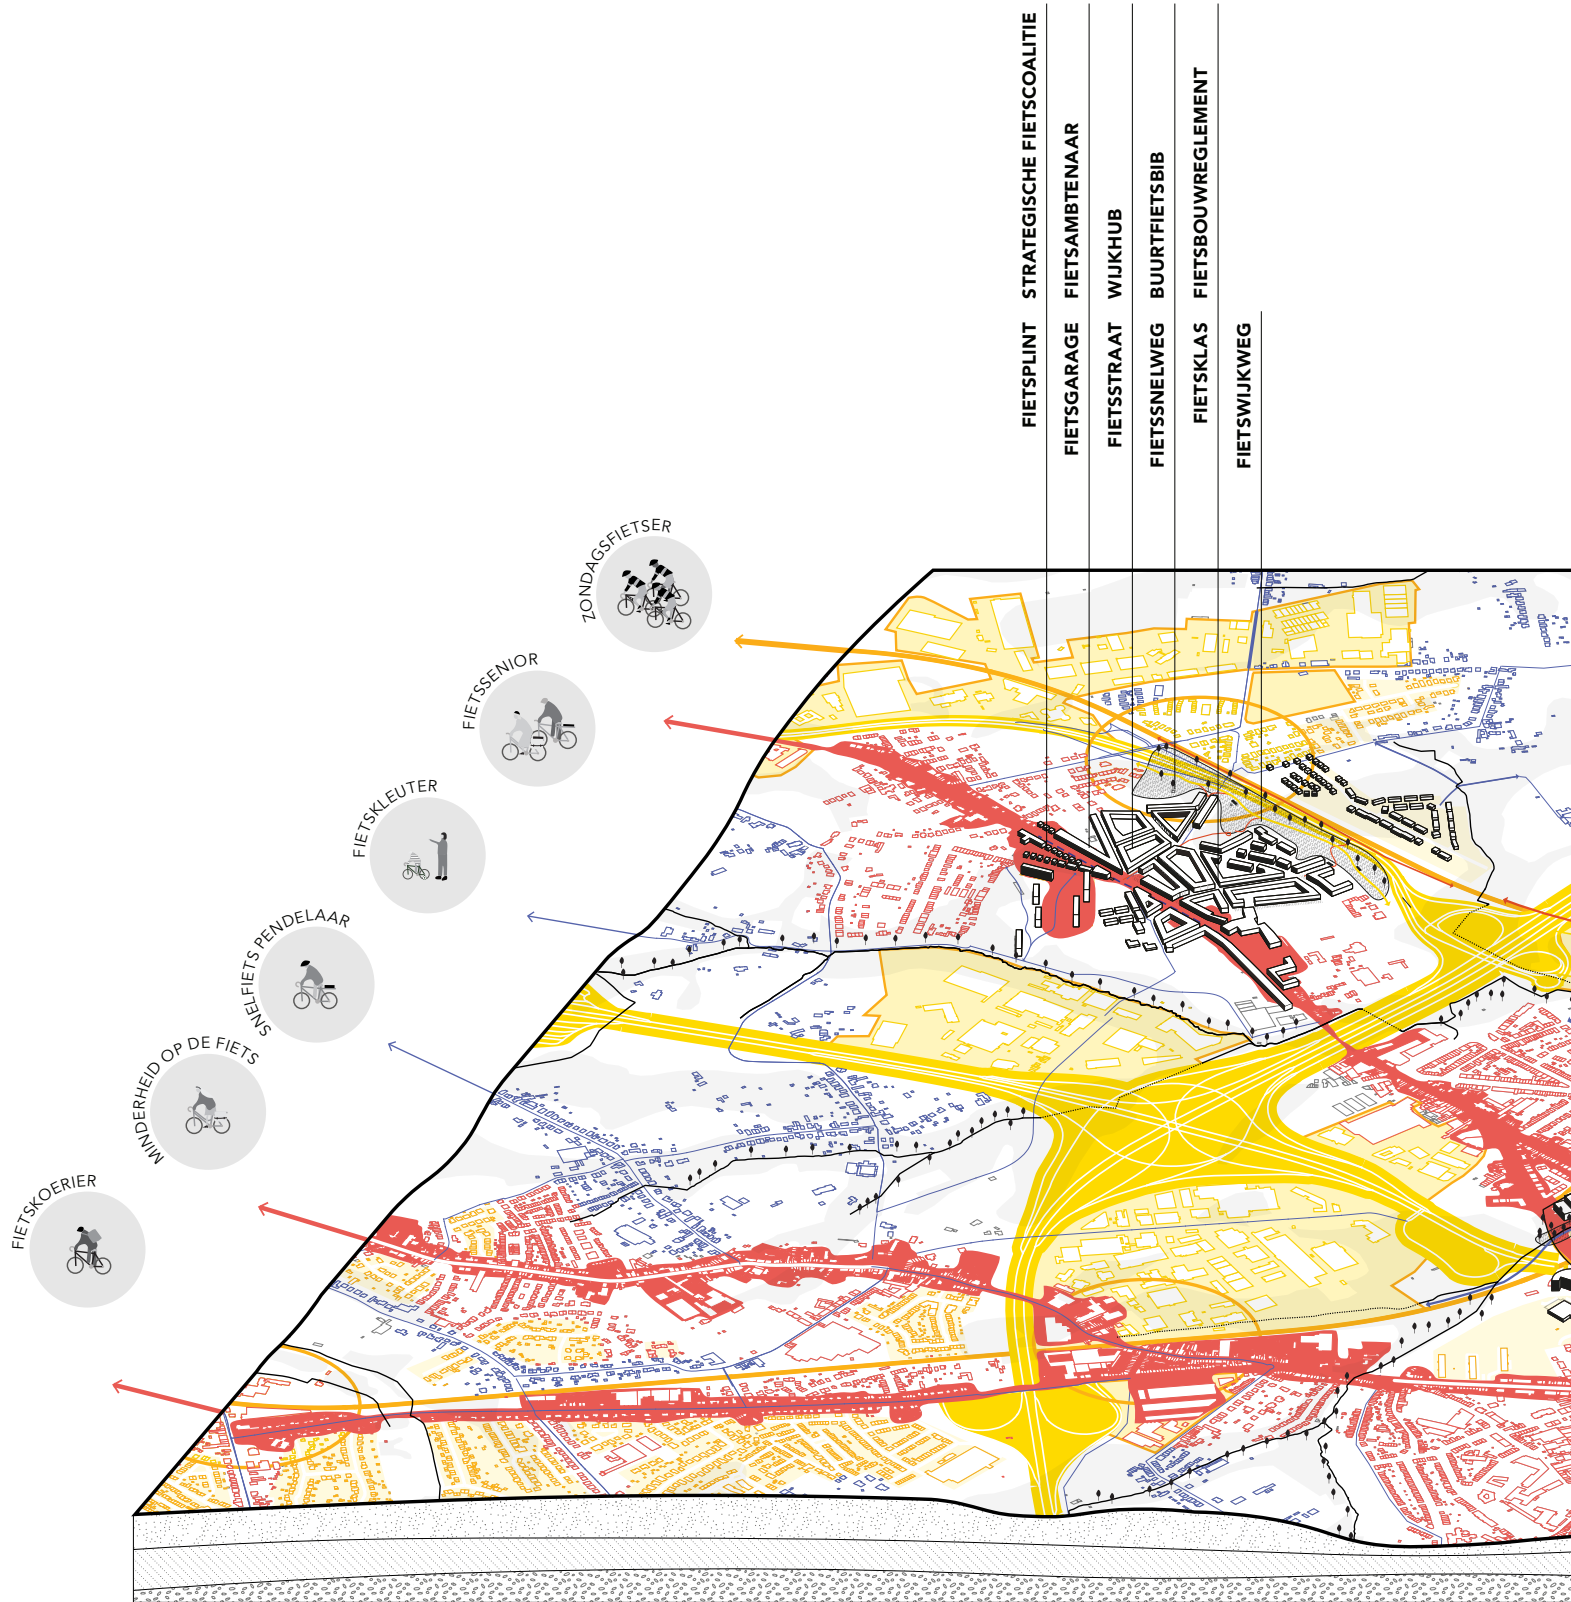 STRATEGISCHE FIETSCOALITIE
FIETSAMBTENAAR
WIJKHUB
BUURTFIETSBIB
FIETSBOUWREGLEMENT
FIETSPLINT
FIETSGARAGE
FIETSSTRAAT
FIETSSNELWEG
FIETSKLAS
FIETSWIJKWEG
ZONDAGSFIETSER
FIETSSENIOR
FIETSKLEUTER
SNELFIETS PENDELAAR
MINDERHEID OP DE FIETS
FIETSKOERIER